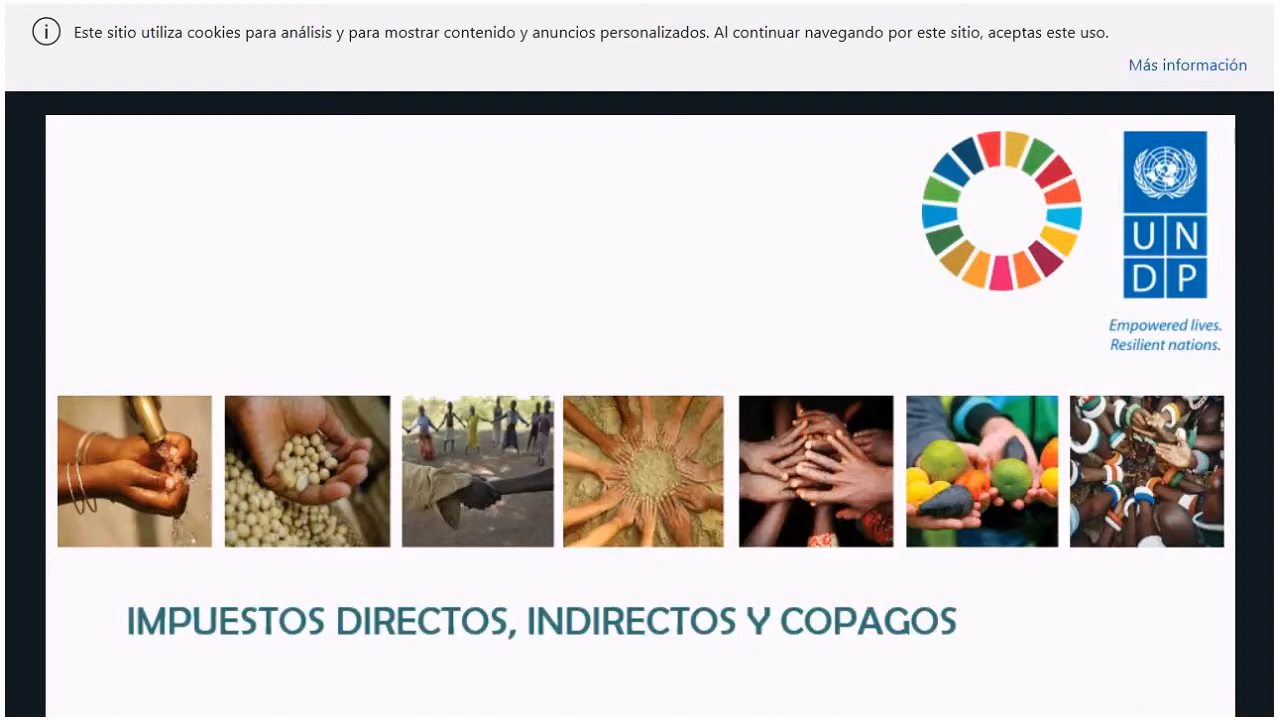 Este sitio utiliza cookies para análisis y para mostrar contenido y anuncios personalizados. Al continuar navegando por este sitio, aceptas este uso.
Más información
U N
D P
Empowered lives.
Resilient nations.
IMPUESTOS DIRECTOS, INDIRECTOS Y COPAGOS